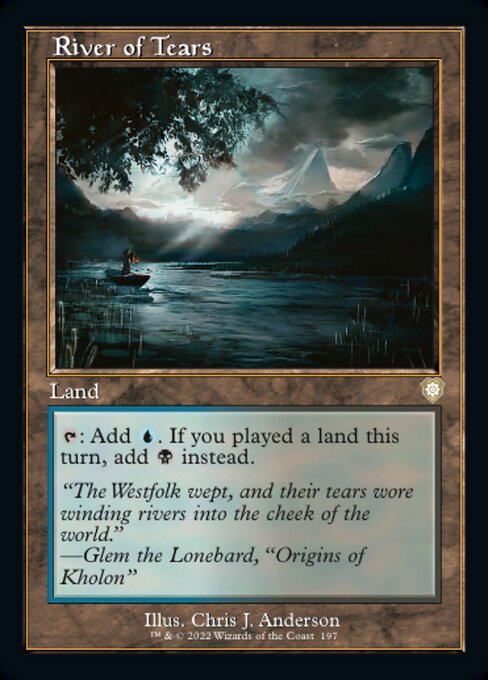 River of Tears
Land
: Add . If you played a land this
turn, add instead.
“The Westfolk wept, and their tears wore
winding rivers into the cheek of the
world.”
—Glem the Lonebard, “Origins of
Kholon”
Illus. Chris J. Anderson
™ & © 2022 Wizards of the Coast 197